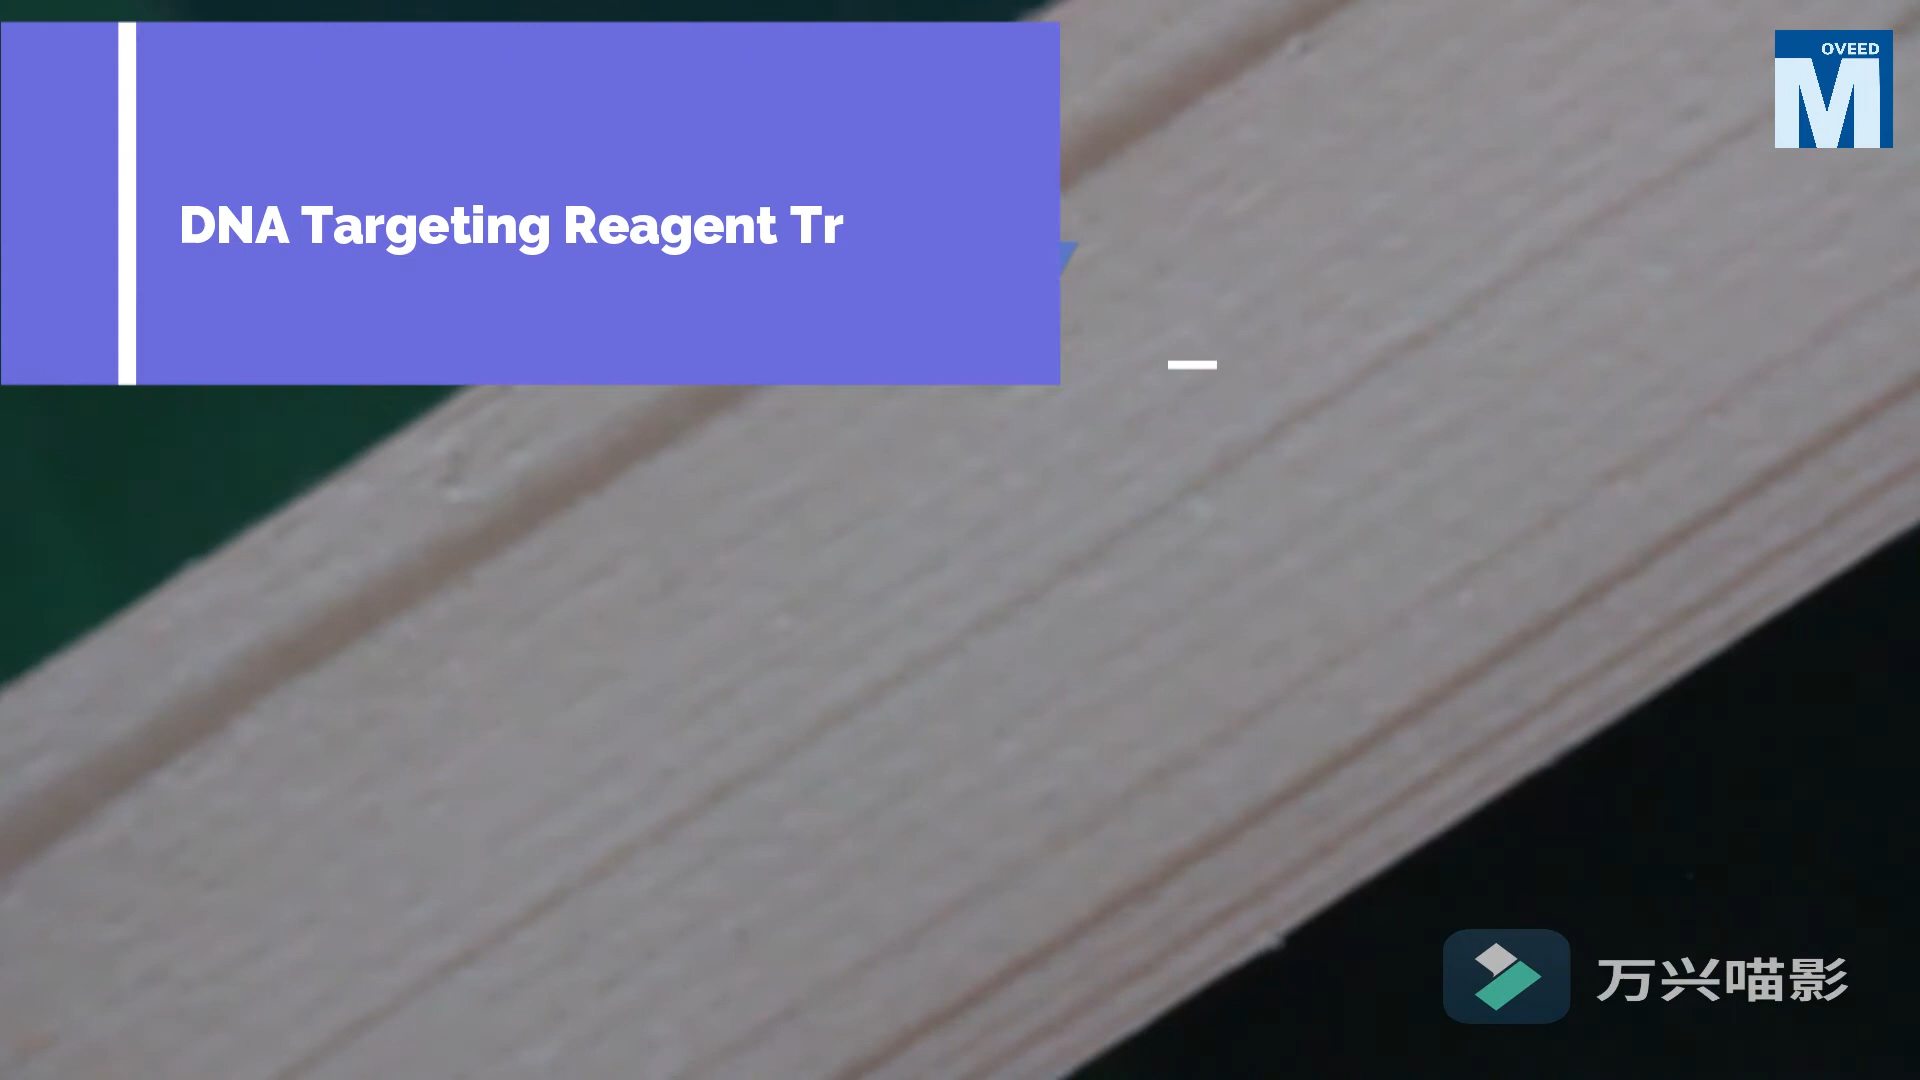 OVEED
M
DNA Targeting Reagent Tr
万兴喵影